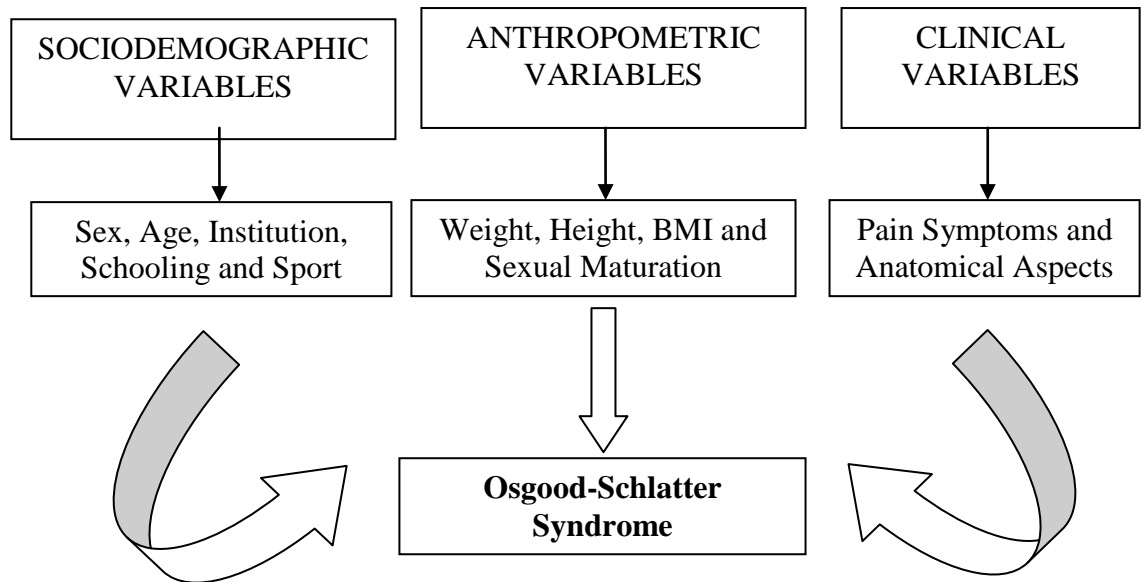 SOCIODEMOGRAPHIC
VARIABLES
ANTHROPOMETRIC
VARIABLES
CLINICAL
VARIABLES
Sex, Age, Institution,
Schooling and Sport
Weight, Height, BMI and
Sexual Maturation
Pain Symptoms and
Anatomical Aspects
Osgood-Schlatter
Syndrome